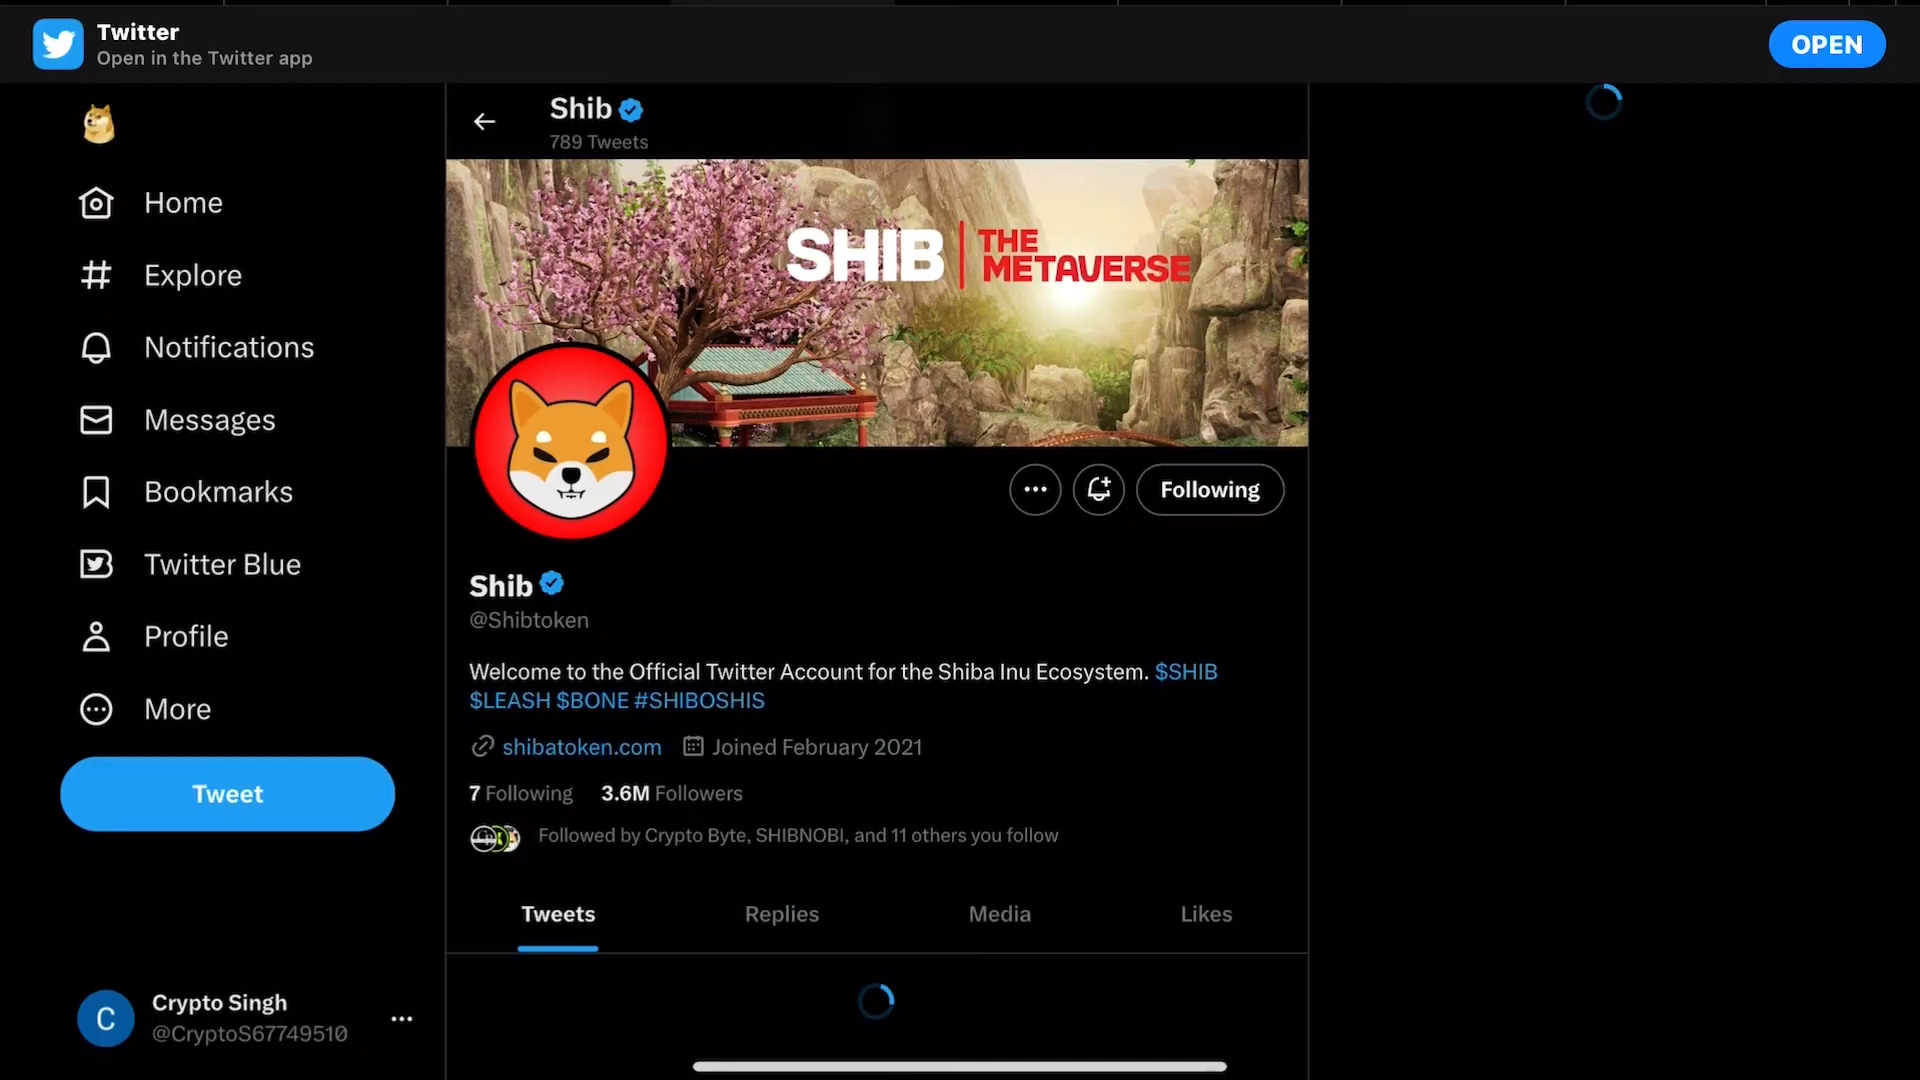 Twitter
Open in the Twitter app
OPEN
Shib
789 Tweets
Home
Explore
Notifications
Messages
Bookmarks
Twitter Blue
Profile
More
Tweet
SHIB
THE
METAVERSE
Following
Shib
@Shibtoken
Welcome to the Official Twitter Account for the Shiba Inu Ecosystem. $SHIB
$LEASH $BONE #SHIBOSHIS
shibatoken.com Joined February 2021
7 Following 3.6M Followers
Followed by Crypto Byte, SHIBNOBI, and 11 others you follow
Tweets Replies Media Likes
C
Crypto Singh
@CryptoS67749510